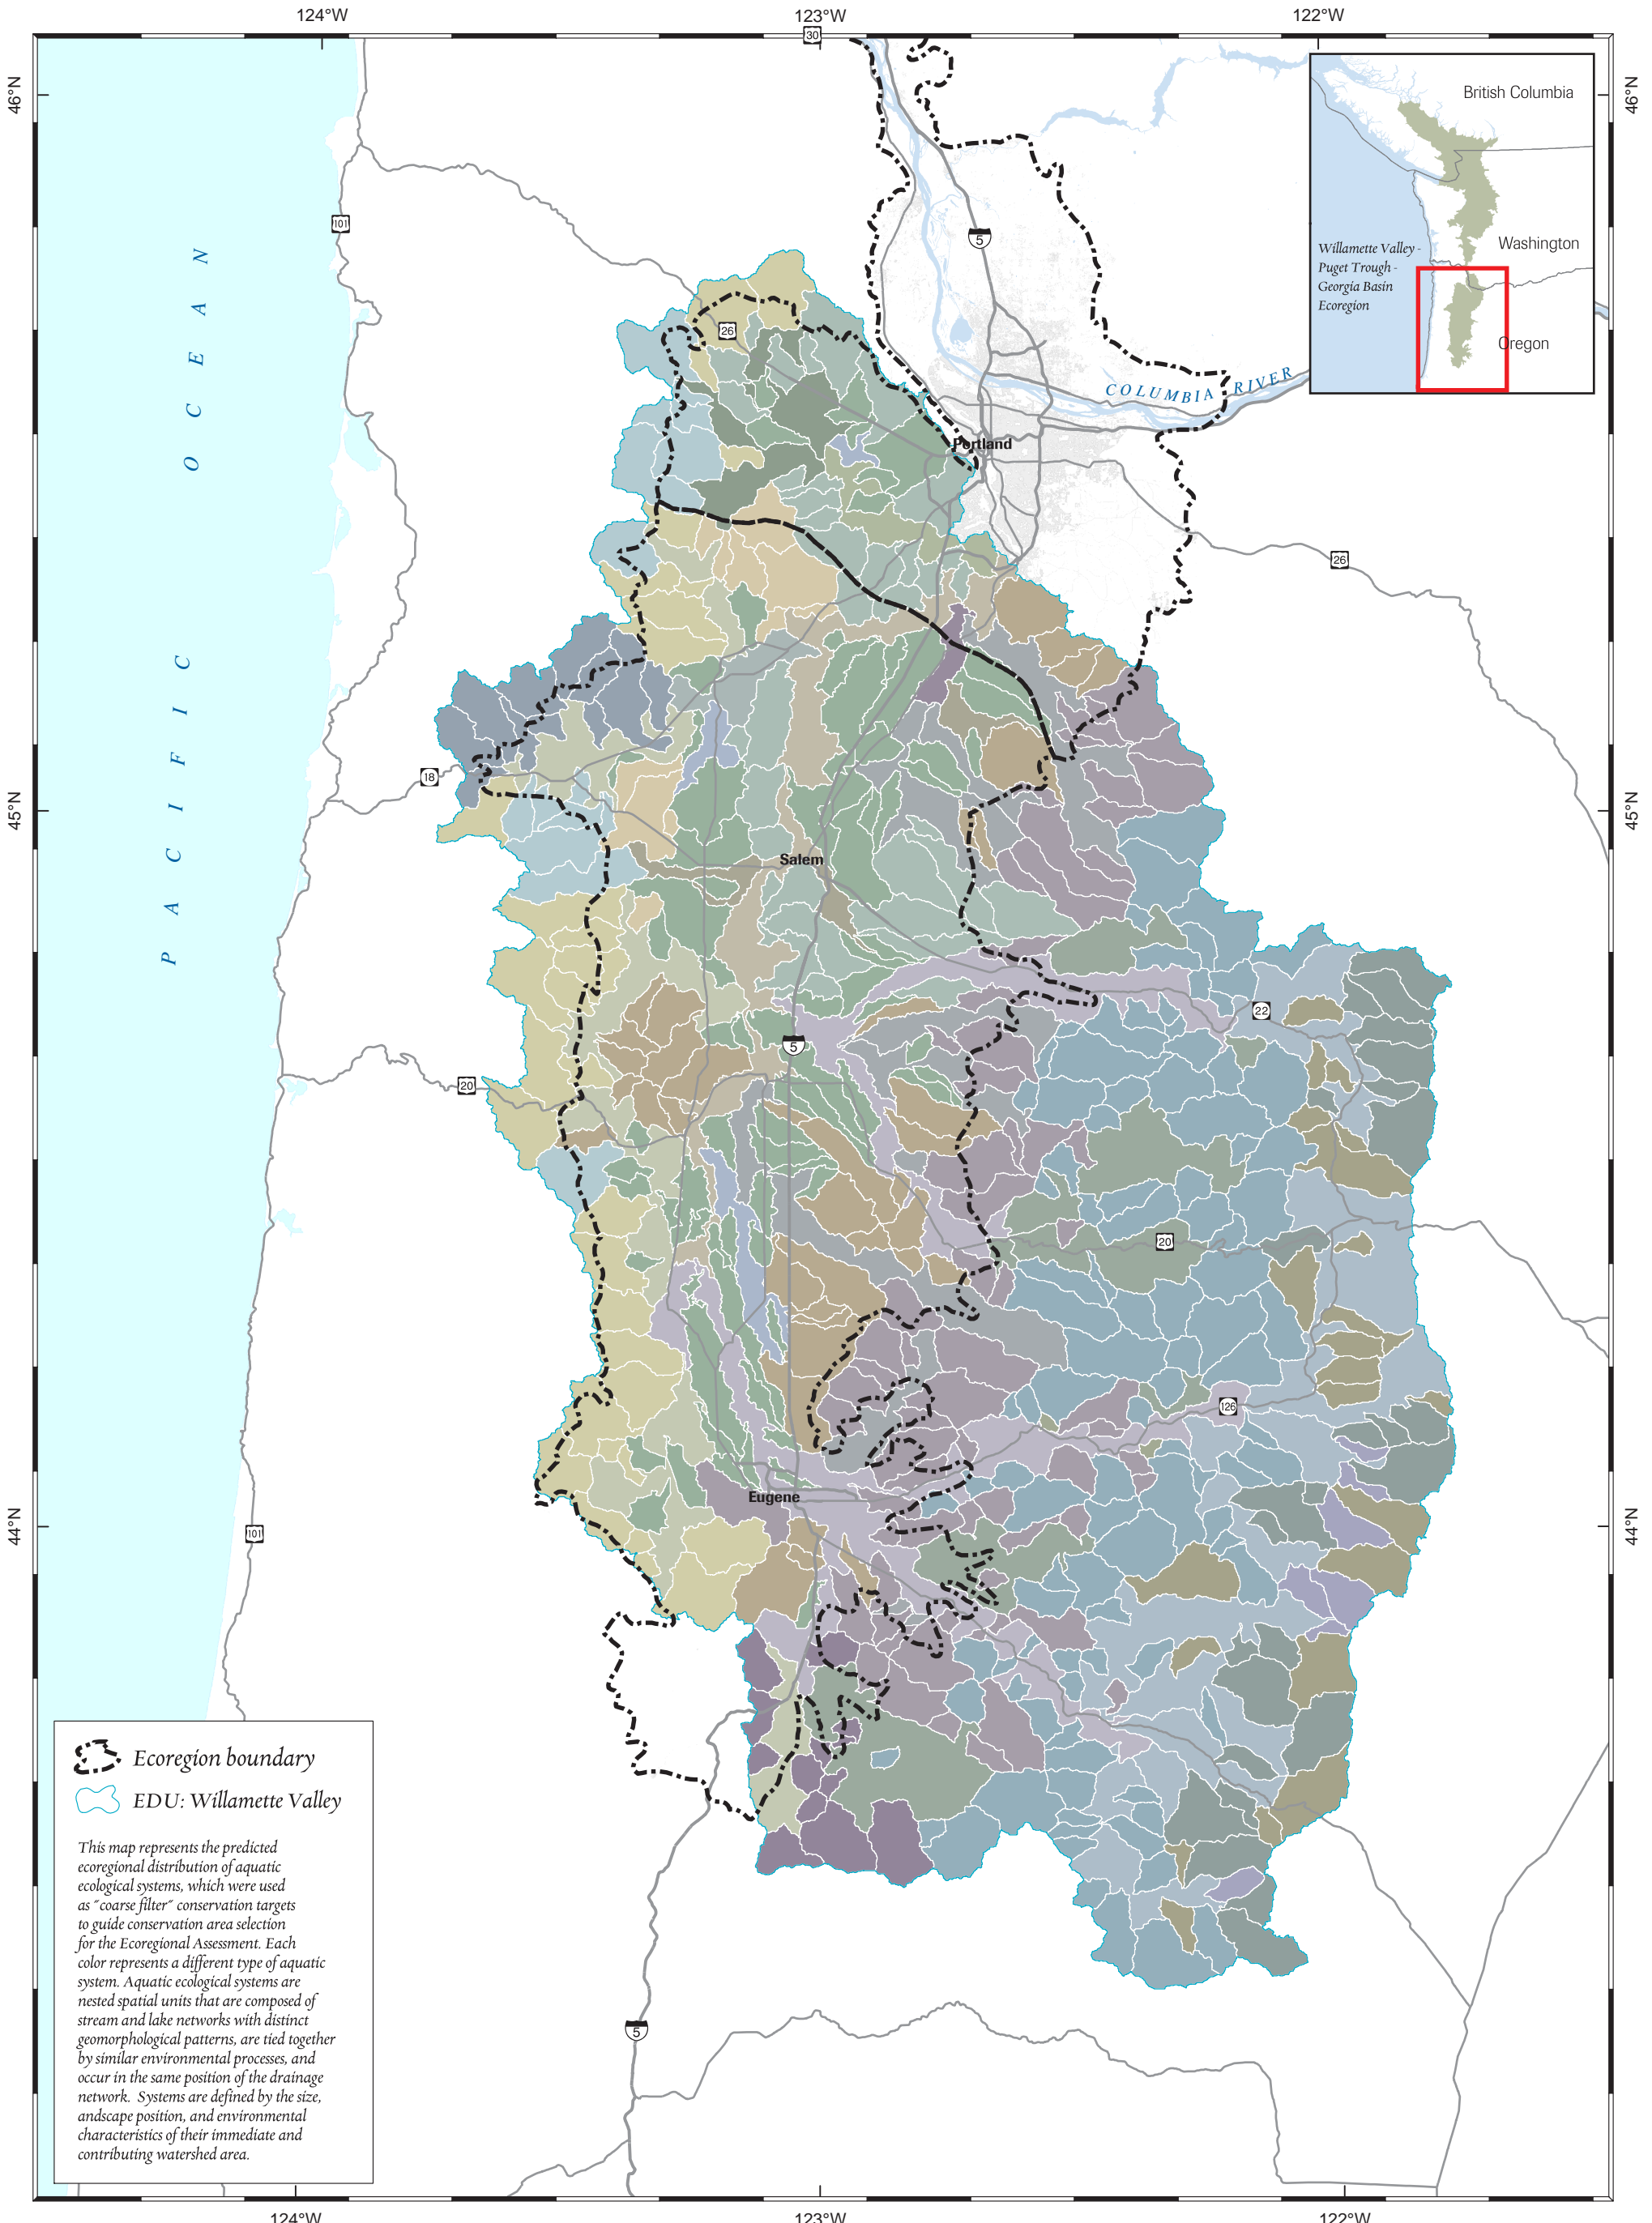 124°W
123°W
122°W
30
46°N
46°N
British Columbia
Washington
Willamette Valley -
Puget Trough -
Georgia Basin
Ecoregion
Oregon
101
5
26
COLUMBIA RIVER
Portland
26
PACIFIC OCEAN
18
45°N
45°N
Salem
22
5
20
20
126
Eugene
44°N
44°N
101
Ecoregion boundary
EDU: Willamette Valley
This map represents the predicted
ecoregional distribution of aquatic
ecological systems, which were used
as "coarse filter" conservation targets
to guide conservation area selection
for the Ecoregional Assessment. Each
color represents a different type of aquatic
system. Aquatic ecological systems are
nested spatial units that are composed of
stream and lake networks with distinct
geomorphological patterns, are tied together
by similar environmental processes, and
occur in the same position of the drainage
network. Systems are defined by the size,
andscape position, and environmental
characteristics of their immediate and
contributing watershed area.
5
124°W
123°W
122°W